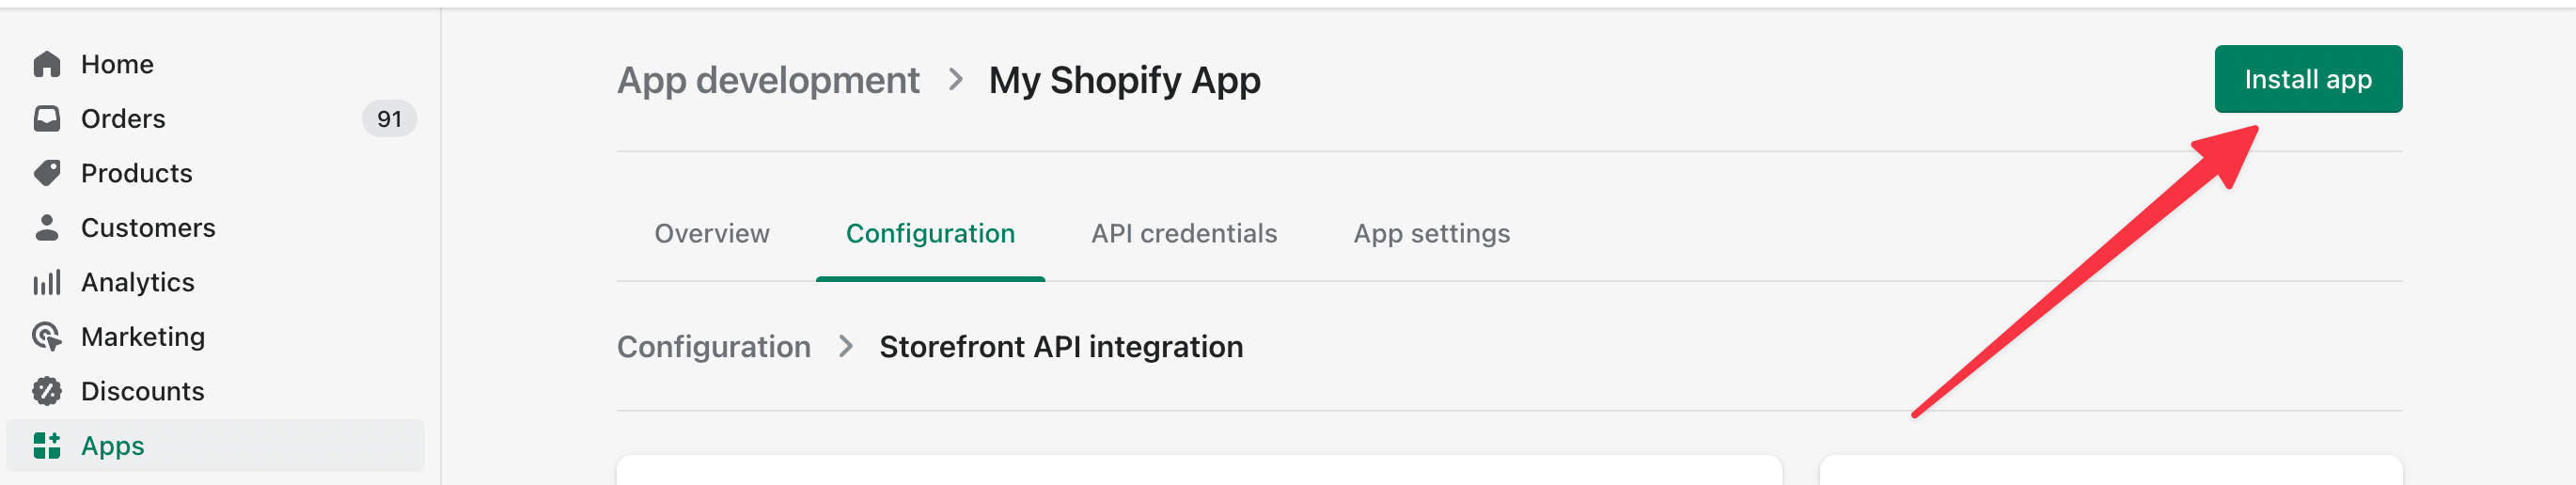 Home
Orders 91
Products
Customers
Analytics
Marketing
Discounts
Apps
App development > My Shopify App
Install app
Overview Configuration API credentials App settings
Configuration > Storefront API integration